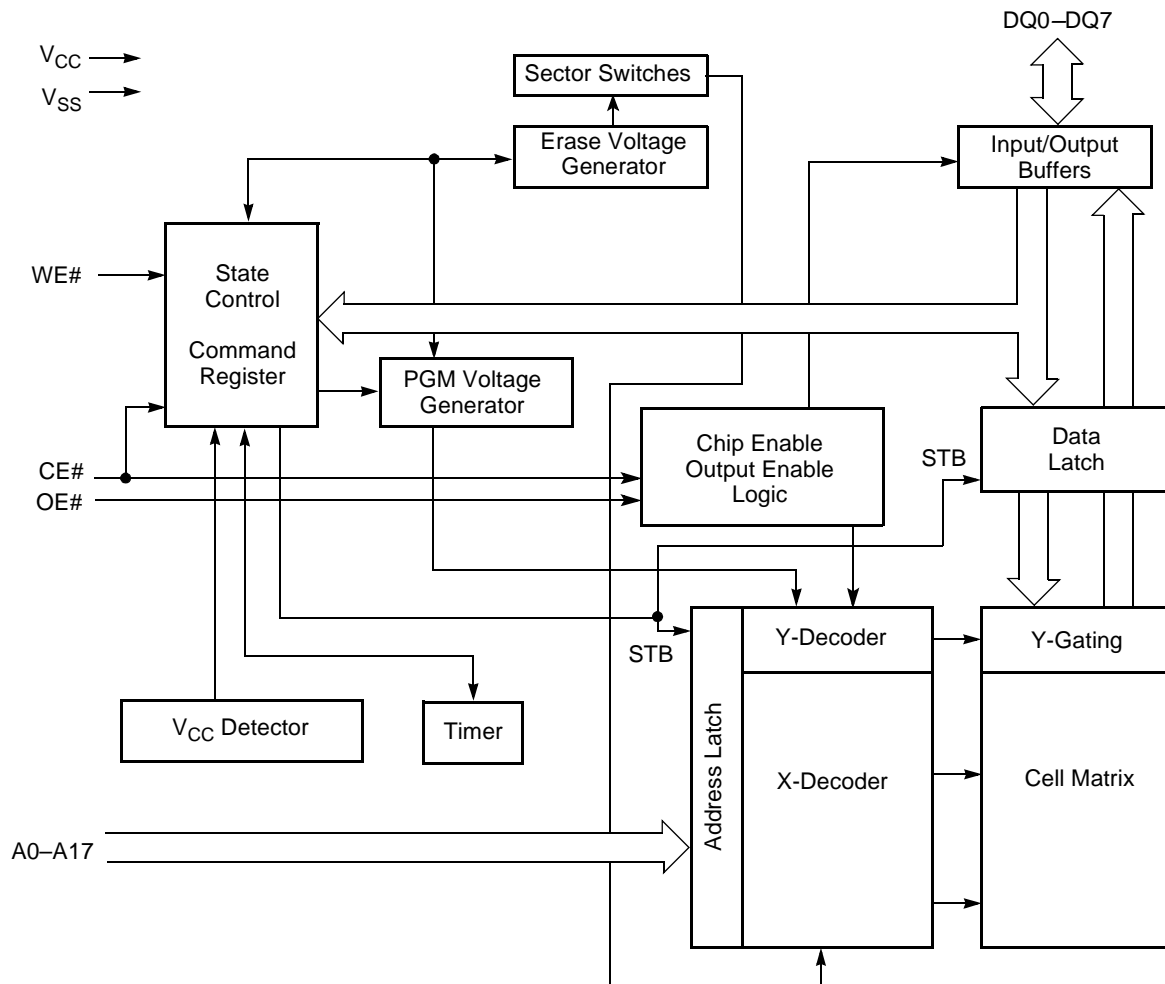 DQ0–DQ7
VCC
Sector Switches
VSS
Erase Voltage
Generator
Input/Output
Buffers
WE#
State
Control
Command
Register
PGM Voltage
Generator
Chip Enable
Output Enable
Logic
Data
Latch
STB
CE#
OE#
STB
Y-Decoder
Y-Gating
VCC Detector
Timer
Address Latch
X-Decoder
Cell Matrix
A0–A17